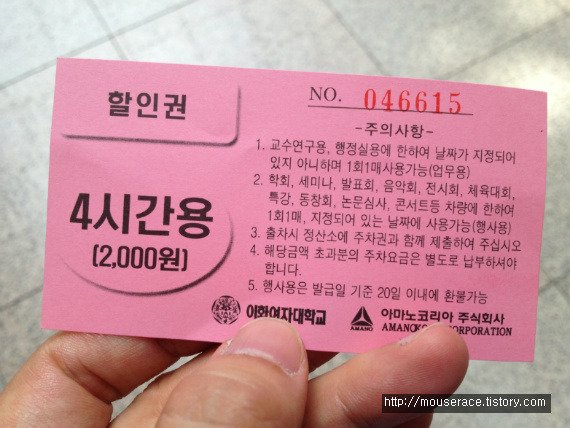 할인권
4시간용
(2,000원)
NO. 046615
-주의사항-
1. 교수연구용, 행정실용에 한하여 날짜가 지정되어
있지 아니하며 1회1매사용가능(업무용)
2. 학회, 세미나, 발표회, 음악회, 전시회, 체육대회,
특강, 동창회, 논문심사, 콘서트등 차량에 한하여
1회1매, 지정되어 있는 날짜에 사용가능(행사용)
3. 출차시 정산소에 주차권과 함께 제출하여 주십시오
4. 해당금액 초과분의 주차요금은 별도로 납부하셔야
합니다.
5. 행사용은 발급일 기준 20일 이내에 환불가능
이화여자대학교
AMANO
아마노코리아 주식회사
CORPORATION
http://mouserace.tistory.com